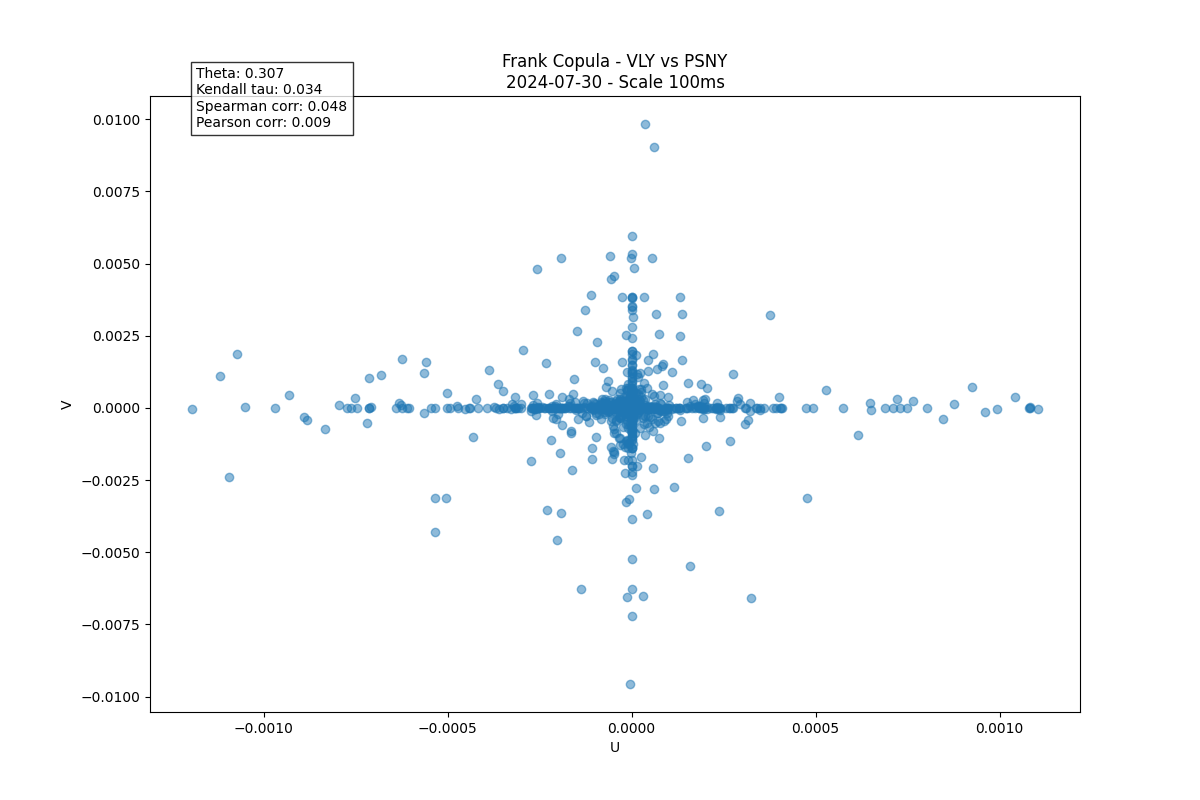 Frank Copula - VLY vs PSNY
2024-07-30 - Scale 100ms
Theta: 0.307
Kendall tau: 0.034
Spearman corr: 0.048
Pearson corr: 0.009
0.0100
0.0075
0.0050
0.0025
0.0000
−0.0025
−0.0050
−0.0075
−0.0100
V
−0.0010
−0.0005
0.0000
0.0005
0.0010
U